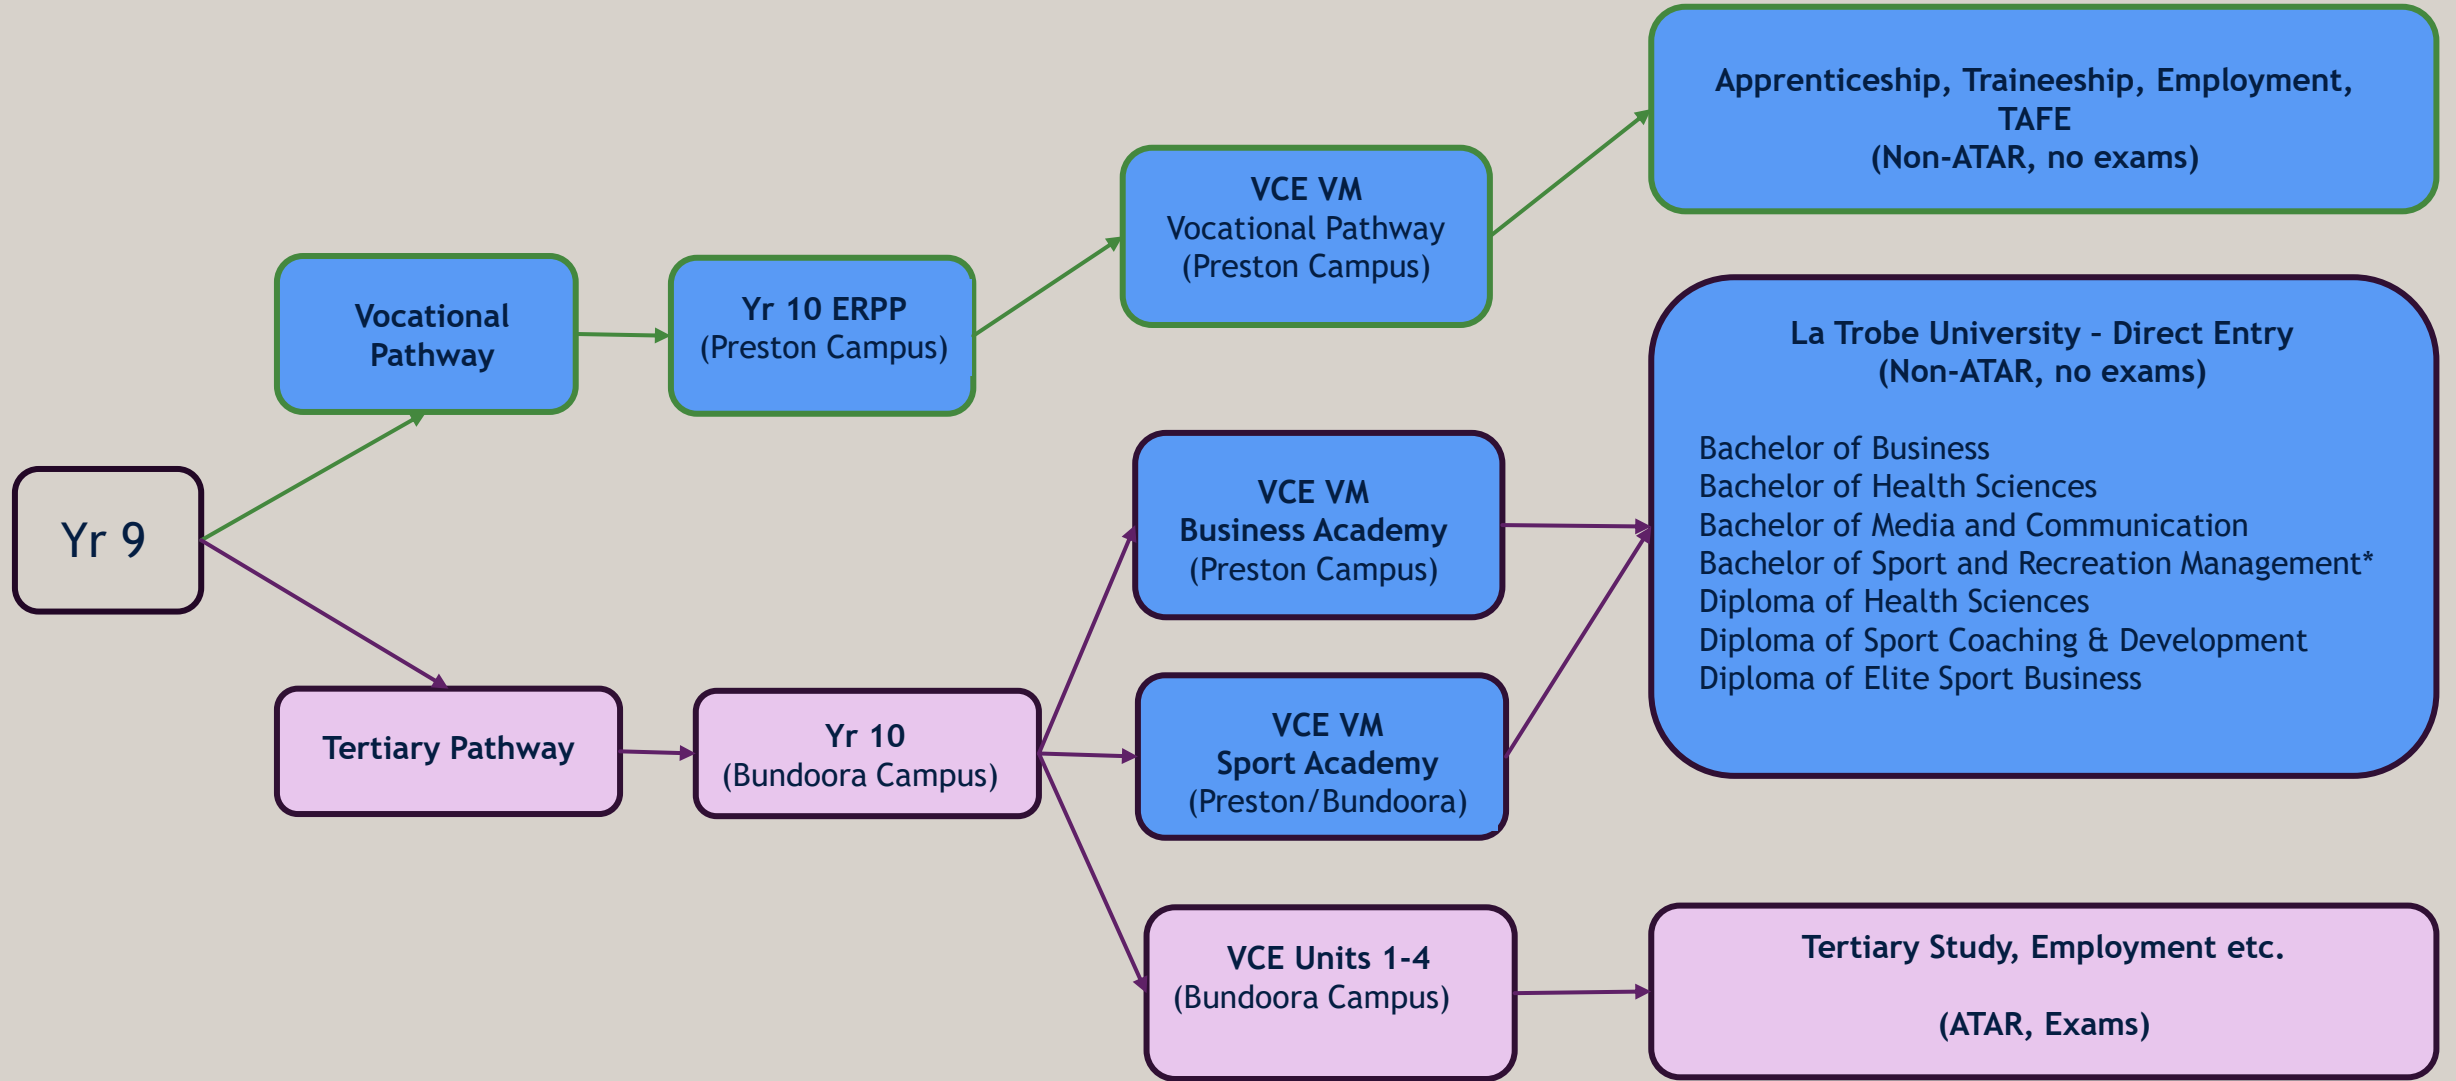 Yr 9
Vocational
Pathway
Yr 10 ERPP
(Preston Campus)
VCE VM
Vocational Pathway
(Preston Campus)
Apprenticeship, Traineeship, Employment,
TAFE
(Non-ATAR, no exams)
Tertiary Pathway
Yr 10
(Bundoora Campus)
VCE VM
Business Academy
(Preston Campus)
VCE VM
Sport Academy
(Preston/Bundoora)
La Trobe University – Direct Entry
(Non-ATAR, no exams)
Bachelor of Business
Bachelor of Health Sciences
Bachelor of Media and Communication
Bachelor of Sport and Recreation Management*
Diploma of Health Sciences
Diploma of Sport Coaching & Development
Diploma of Elite Sport Business
VCE Units 1-4
(Bundoora Campus)
Tertiary Study, Employment etc.
(ATAR, Exams)